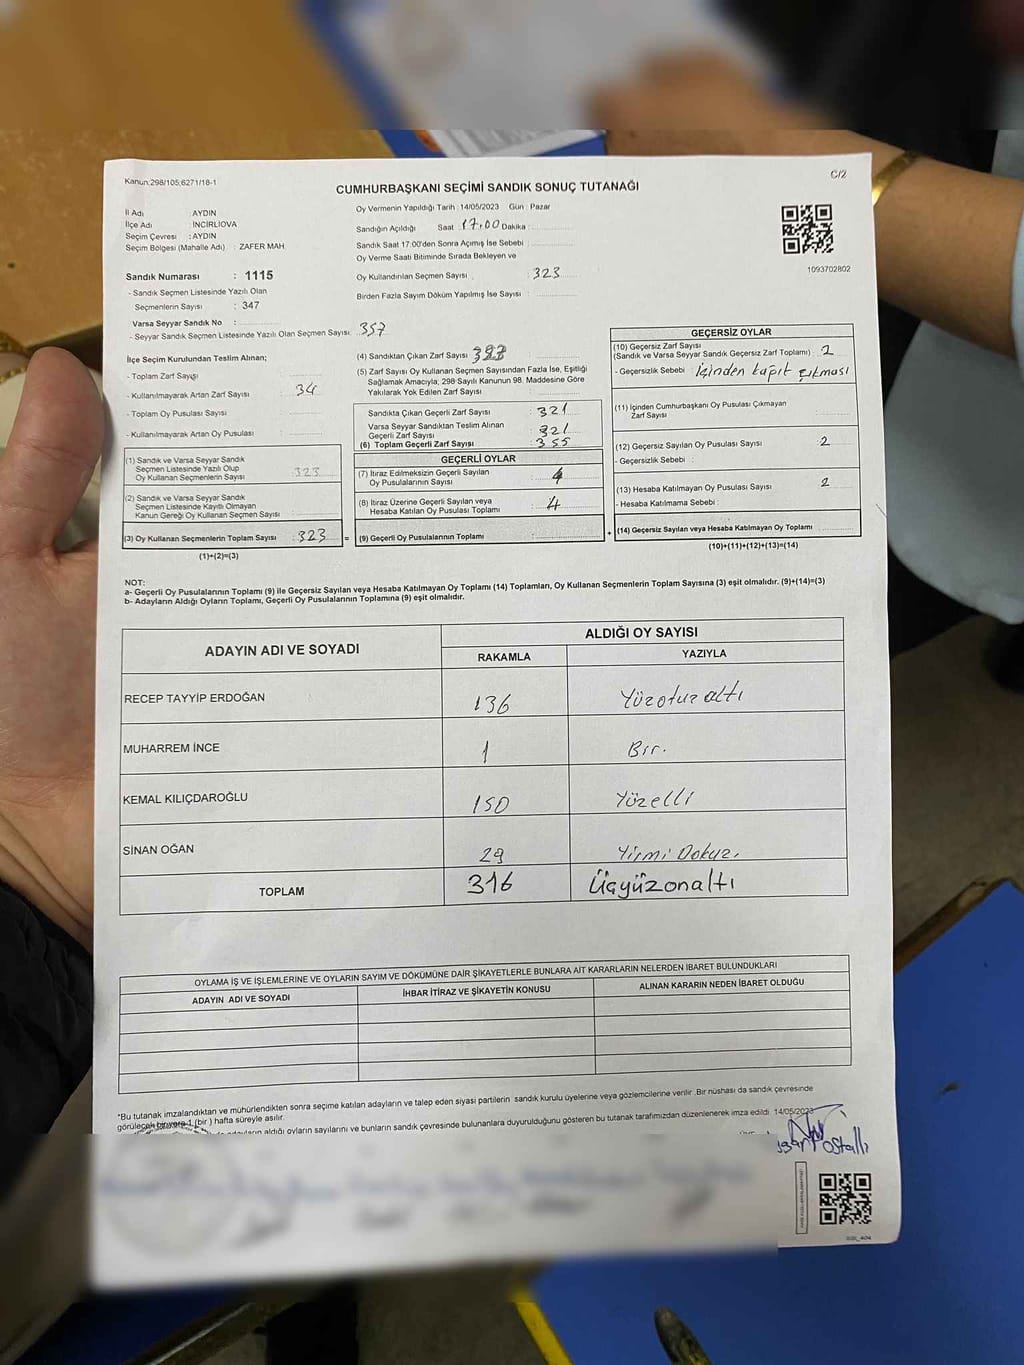 Kanun:298/105,6271/18-1
C/2
CUMHURBAŞKANI SEÇİMİ SANDIK SONUÇ TUTANAĞI
İl Adı : AYDIN
İlçe Adı : İNCİRLİOVA
Seçim Çevresi : AYDIN
Seçim Bölgesi (Mahalle Adı) : ZAFER MAH.
Sandık Numarası : 1115
- Sandık Seçmen Listesinde Yazılı Olan
Seçmenlerin Sayısı : 347
Varsa Seyyar Sandık No :
- Seyyar Sandık Seçmen Listesinde Yazılı Olan Seçmen Sayısı: 357
Oy Vermenin Yapıldığı Tarih : 14/05/2023 Gün : Pazar
Sandığın Açıldığı Saat : 17.00 Dakika :
Sandık Saat 17:00'den Sonra Açımış İse Sebebi :
Oy Verme Saati Bitiminde Sırada Bekleyen ve
Oy Kullandırılan Seçmen Sayısı : 323
Birden Fazla Sayım Döküm Yapılmış İse Sayısı :
1093702802
İlçe Seçim Kurulundan Teslim Alınan;
- Toplam Zarf Sayısı :
- Kullanılmayarak Artan Zarf Sayısı : 34
- Toplam Oy Pusulası Sayısı :
- Kullanılmayarak Artan Oy Pusulası :
(1) Sandık ve Varsa Seyyar Sandık
Seçmen Listesinde Yazılı Olup
Oy Kullanan Seçmenlerin Sayısı : 323
(2) Sandık ve Varsa Seyyar Sandık
Seçmen Listesinde Kayıtlı Olmayan
Kanun Gereği Oy Kullanan Seçmen Sayısı :
(3) Oy Kullanan Seçmenlerin Toplam Sayısı : 323
(1)+(2)=(3)
(4) Sandıktan Çıkan Zarf Sayısı : 323
(5) Zarf Sayısı Oy Kullanan Seçmen Sayısından Fazla İse, Eşitliği
Sağlamak Amacıyla, 298 Sayılı Kanunun 98. Maddesine Göre
Yakılarak Yok Edilen Zarf Sayısı :
Sandıkta Çıkan Geçerli Zarf Sayısı : 321
Varsa Seyyar Sandıktan Teslim Alınan
Geçerli Zarf Sayısı : 321
(6) Toplam Geçerli Zarf Sayısı : 355
GEÇERLİ OYLAR
(7) İtiraz Edilmeksizin Geçerli Sayılan
Oy Pusulalarının Sayısı :
(8) İtiraz Üzerine Geçerli Sayılan veya
Hesaba Katılan Oy Pusulası Toplamı : 4
= (9) Geçerli Oy Pusulalarının Toplamı :
GEÇERSİZ OYLAR
(10) Geçersiz Zarf Sayısı
(Sandık ve Varsa Seyyar Sandık Geçersiz Zarf Toplamı) : 2
- Geçersizlik Sebebi : İçinden kağıt çıkması
(11) İçinden Cumhurbaşkanı Oy Pusulası Çıkmayan
Zarf Sayısı :
(12) Geçersiz Sayılan Oy Pusulası Sayısı : 2
- Geçersizlik Sebebi :
(13) Hesaba Katılmayan Oy Pusulası Sayısı : 2
- Hesaba Katılmama Sebebi :
+ (14) Geçersiz Sayılan veya Hesaba Katılmayan Oy Toplamı :
(10)+(11)+(12)+(13)=(14)
NOT:
a- Geçerli Oy Pusulalarının Toplamı (9) ile Geçersiz Sayılan veya Hesaba Katılmayan Oy Toplamı (14) Toplamları, Oy Kullanan Seçmenlerin Toplam Sayısına (3) eşit olmalıdır. (9)+(14)=(3)
b- Adayların Aldığı Oyların Toplamı, Geçerli Oy Pusulalarının Toplamına (9) eşit olmalıdır.
ADAYIN ADI VE SOYADI
ALDIĞI OY SAYISI
RAKAMLA YAZIYLA
RECEP TAYYİP ERDOĞAN 136 Yüzotuzaltı
MUHARREM İNCE 1 Bir.
KEMAL KILIÇDAROĞLU 150 Yüzelli
SİNAN OĞAN 29 Yirmi Dokuz.
TOPLAM 316 Üçyüzonaltı
OYLAMA İŞ VE İŞLEMLERİNE VE OYLARIN SAYIM VE DÖKÜMÜNE DAİR ŞİKAYETLERLE BUNLARA AİT KARARLARIN NELERDEN İBARET BULUNDUKLARI
ADAYIN ADI VE SOYADI İHBAR İTİRAZ VE ŞİKAYETİN KONUSU ALINAN KARARIN NEDEN İBARET OLDUĞU
*Bu tutanak imzalandıktan ve mühürlendikten sonra seçime katılan adayların ve talep eden siyasi partilerin sandık kurulu üyelerine veya gözlemcilerine verilir. Bir nüshası da sandık çevresinde
görülecek bir yere 1 (bir ) hafta süreyle asılır.
aldığı oyların sayılarını ve bunların sandık çevresinde bulunanlara duyurulduğunu gösteren bu tutanak tarafımızdan düzenlenerek imza edildi 14/05/2023